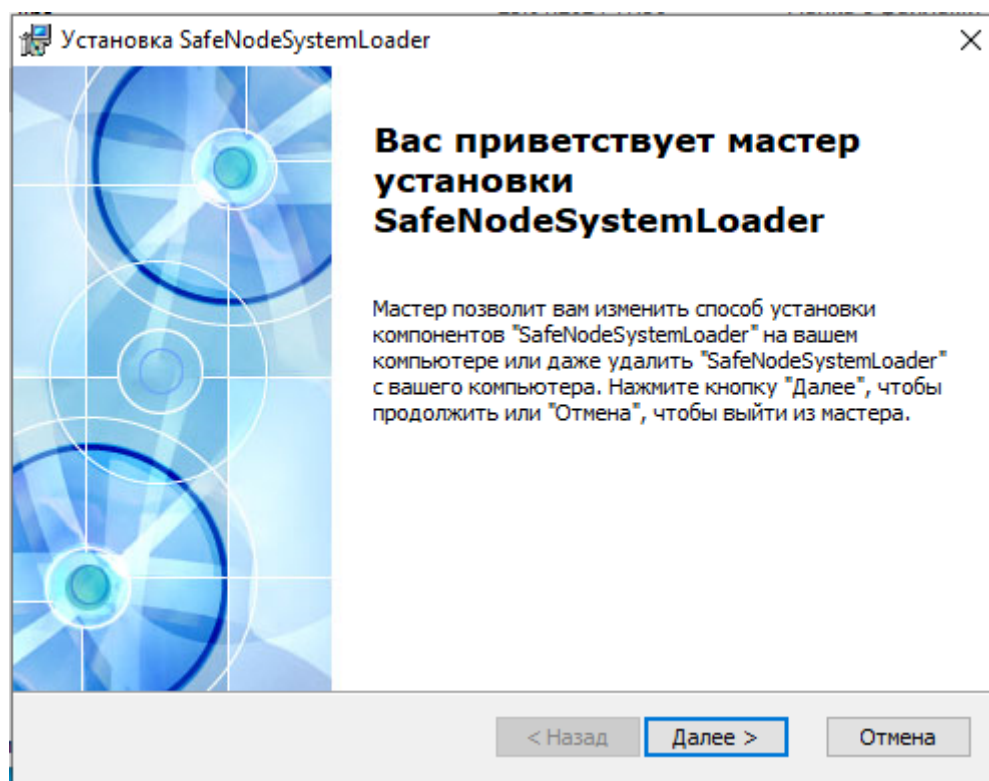 Установка SafeNodeSystemLoader
Вас приветствует мастер
установки
SafeNodeSystemLoader
Мастер позволит вам изменить способ установки
компонентов "SafeNodeSystemLoader" на вашем
компьютере или даже удалить "SafeNodeSystemLoader"
с вашего компьютера. Нажмите кнопку "Далее", чтобы
продолжить или "Отмена", чтобы выйти из мастера.
< Назад
Далее >
Отмена